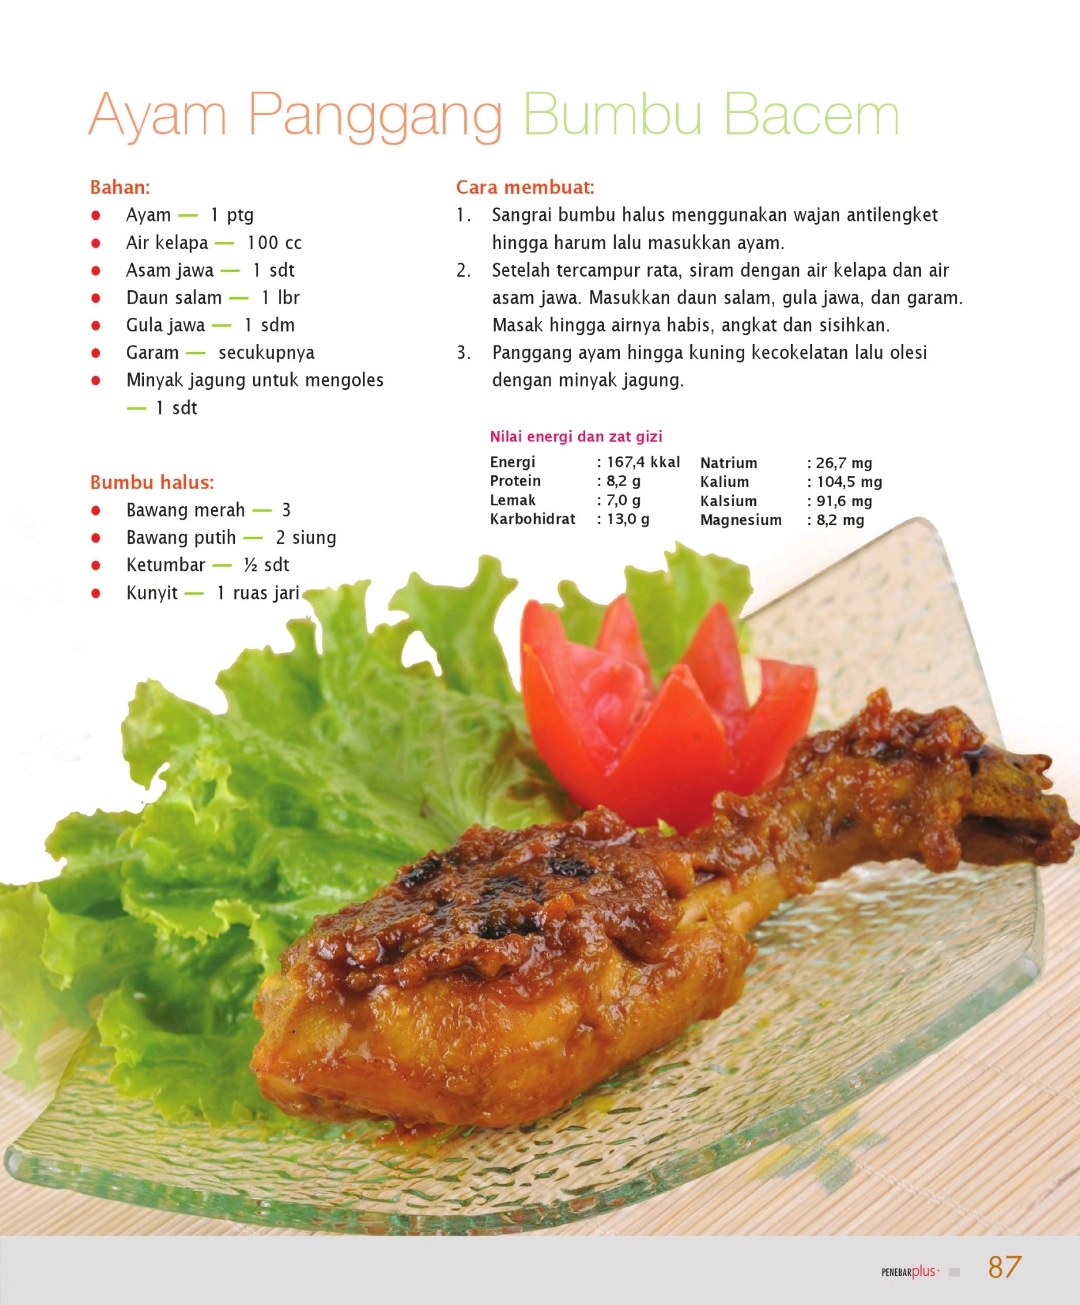 Ayam Panggang Bumbu Bacem
Bahan:
● Ayam — 1 ptg
● Air kelapa — 100 cc
● Asam jawa — 1 sdt
● Daun salam — 1 lbr
● Gula jawa — 1 sdm
● Garam — secukupnya
● Minyak jagung untuk mengoles
— 1 sdt
Bumbu halus:
● Bawang merah — 3
● Bawang putih — 2 siung
● Ketumbar — ½ sdt
● Kunyit — 1 ruas jari
Cara membuat:
1. Sangrai bumbu halus menggunakan wajan antilengket
hingga harum lalu masukkan ayam.
2. Setelah tercampur rata, siram dengan air kelapa dan air
asam jawa. Masukkan daun salam, gula jawa, dan garam.
Masak hingga airnya habis, angkat dan sisihkan.
3. Panggang ayam hingga kuning kecokelatan lalu olesi
dengan minyak jagung.
Nilai energi dan zat gizi
Energi : 167,4 kkal Natrium : 26,7 mg
Protein : 8,2 g Kalium : 104,5 mg
Lemak : 7,0 g Kalsium : 91,6 mg
Karbohidrat : 13,0 g Magnesium : 8,2 mg
PENEBARplus+ 87